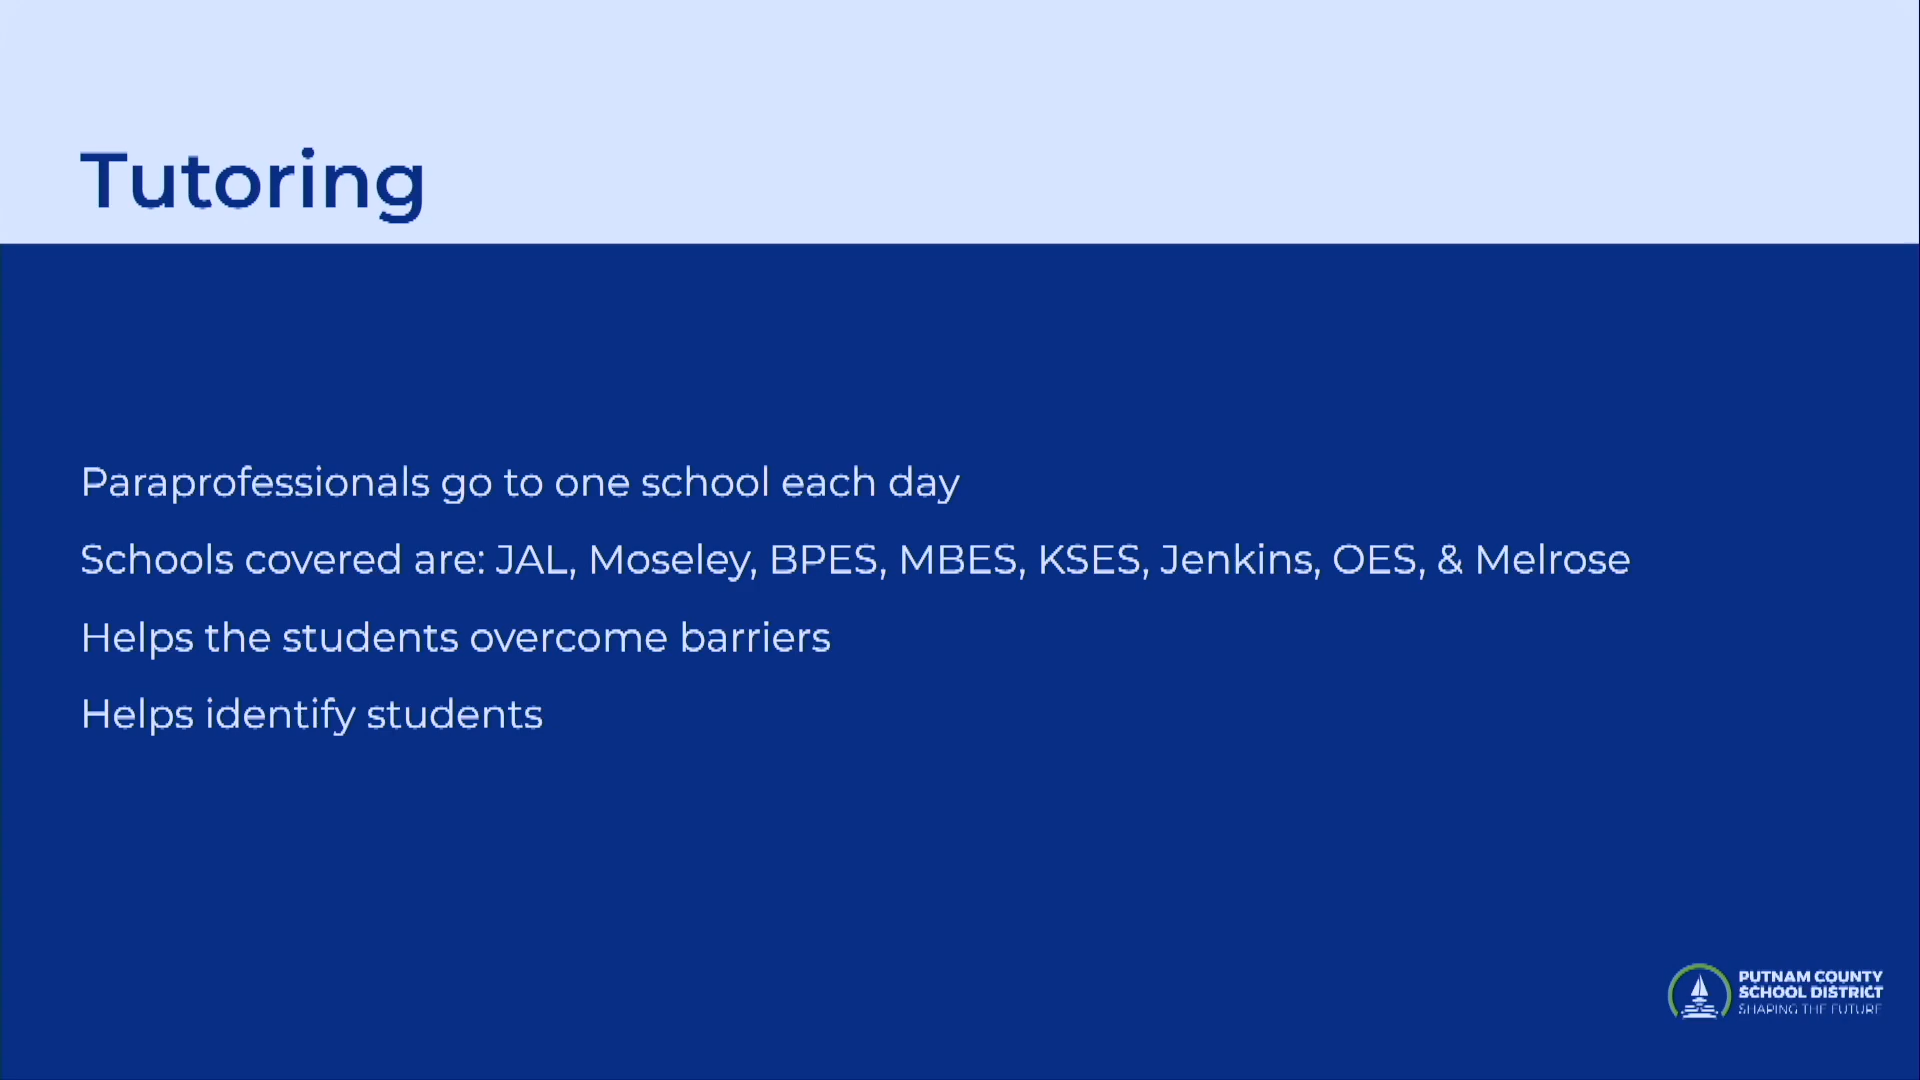 Tutoring
Paraprofessionals go to one school each day
Schools covered are: JAL, Moseley, BPES, MBES, KSES, Jenkins, OES, & Melrose
Helps the students overcome barriers
Helps identify students
PUTNAM COUNTY
SCHOOL DISTRICT
SHAPING THE FUTURE